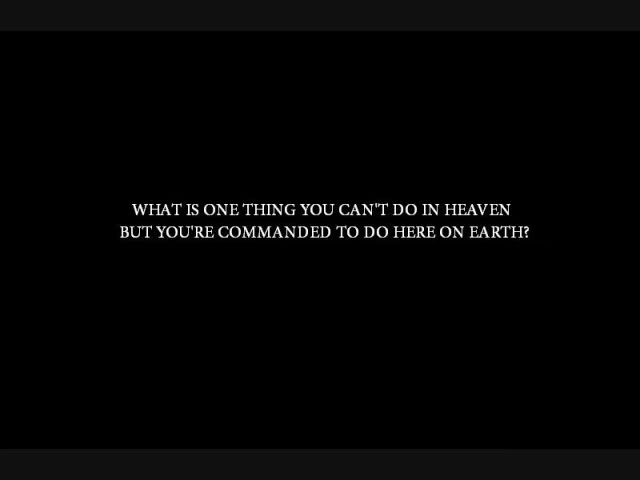 WHAT IS ONE THING YOU CAN'T DO IN HEAVEN
BUT YOU'RE COMMANDED TO DO HERE ON EARTH?